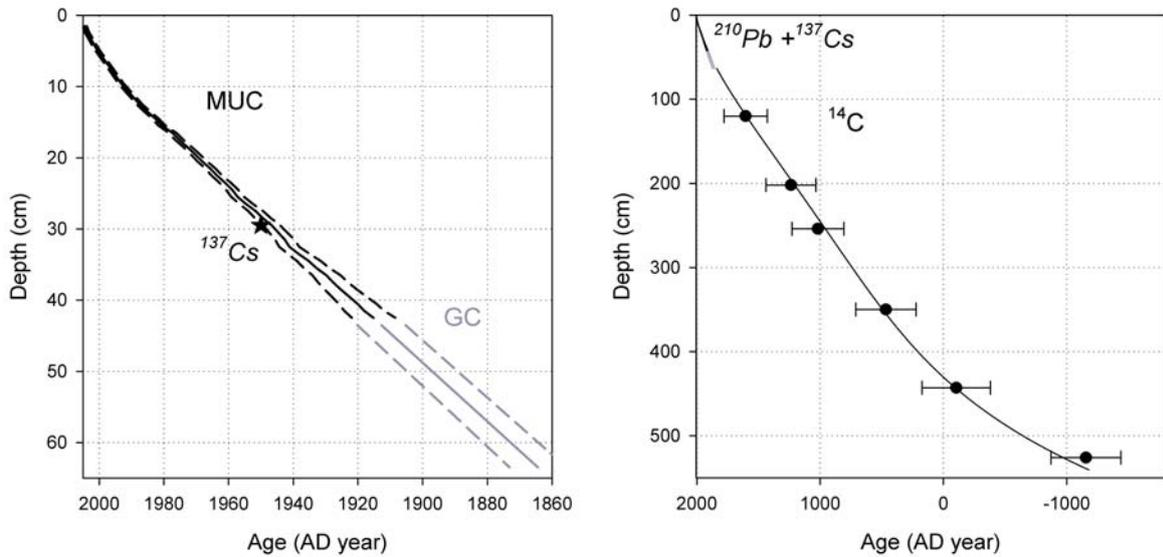 0
10
20
30
40
50
60
Depth (cm)
MUC
¹³⁷Cs
GC
2000 1980 1960 1940 1920 1900 1880 1860
Age (AD year)
0
100
200
300
400
500
Depth (cm)
²¹⁰Pb + ¹³⁷Cs
¹⁴C
2000 1000 0 -1000
Age (AD year)